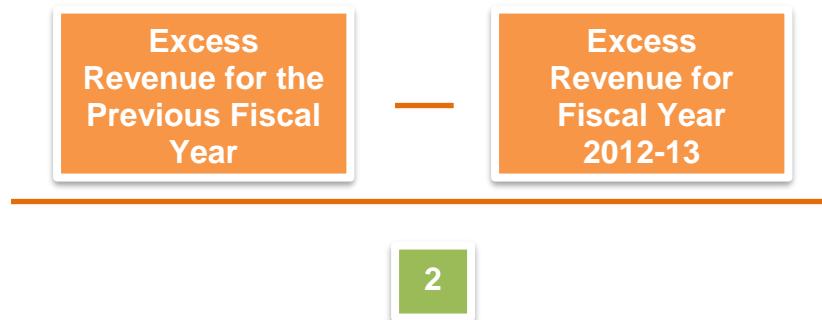 Excess
Revenue for the
Previous Fiscal
Year
—
Excess
Revenue for
Fiscal Year
2012-13
2